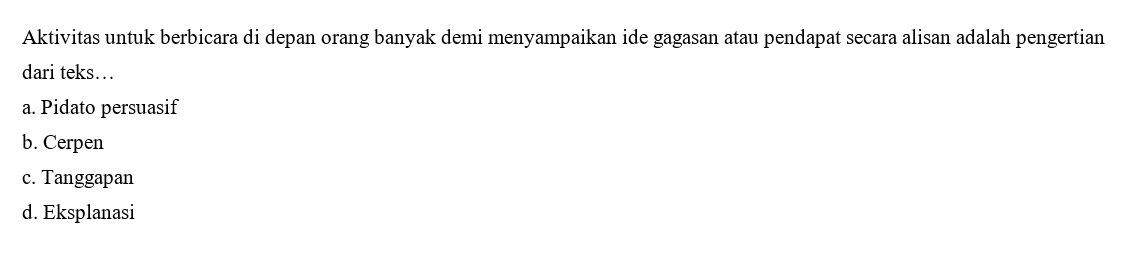 Aktivitas untuk berbicara di depan orang banyak demi menyampaikan ide gagasan atau pendapat secara alisan adalah pengertian
dari teks…
a. Pidato persuasif
b. Cerpen
c. Tanggapan
d. Eksplanasi